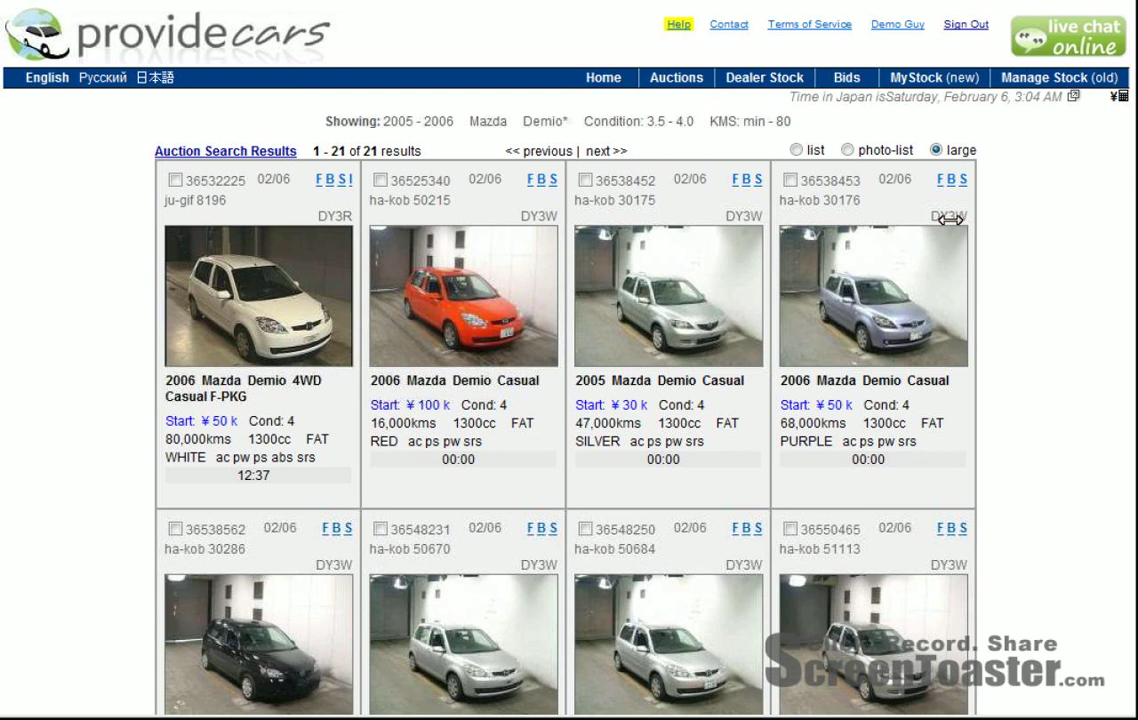 providecars
Help Contact Terms of Service Demo Guy Sign Out
live chat
online
English Русский 日本語 Home Auctions Dealer Stock Bids MyStock (new) Manage Stock (old)
Time in Japan isSaturday, February 6, 3:04 AM ¥
Showing: 2005 - 2006 Mazda Demio* Condition: 3.5 - 4.0 KMS: min - 80
Auction Search Results 1 - 21 of 21 results << previous | next >> list photo-list large
36532225 02/06 F B S I
ju-gif 8196
DY3R
2006 Mazda Demio 4WD
Casual F-PKG
Start: ¥ 50 k Cond: 4
80,000kms 1300cc FAT
WHITE ac pw ps abs srs
12:37
36525340 02/06 F B S
ha-kob 50215
DY3W
2006 Mazda Demio Casual
Start: ¥ 100 k Cond: 4
16,000kms 1300cc FAT
RED ac ps pw srs
00:00
36538452 02/06 F B S
ha-kob 30175
DY3W
2005 Mazda Demio Casual
Start: ¥ 30 k Cond: 4
47,000kms 1300cc FAT
SILVER ac ps pw srs
00:00
36538453 02/06 F B S
ha-kob 30176
DY3W
2006 Mazda Demio Casual
Start: ¥ 50 k Cond: 4
68,000kms 1300cc FAT
PURPLE ac ps pw srs
00:00
36538562 02/06 F B S
ha-kob 30286
DY3W
36548231 02/06 F B S
ha-kob 50670
DY3W
36548250 02/06 F B S
ha-kob 50684
DY3W
36550465 02/06 F B S
ha-kob 51113
DY3W
Record. Share
ScreenToaster.com